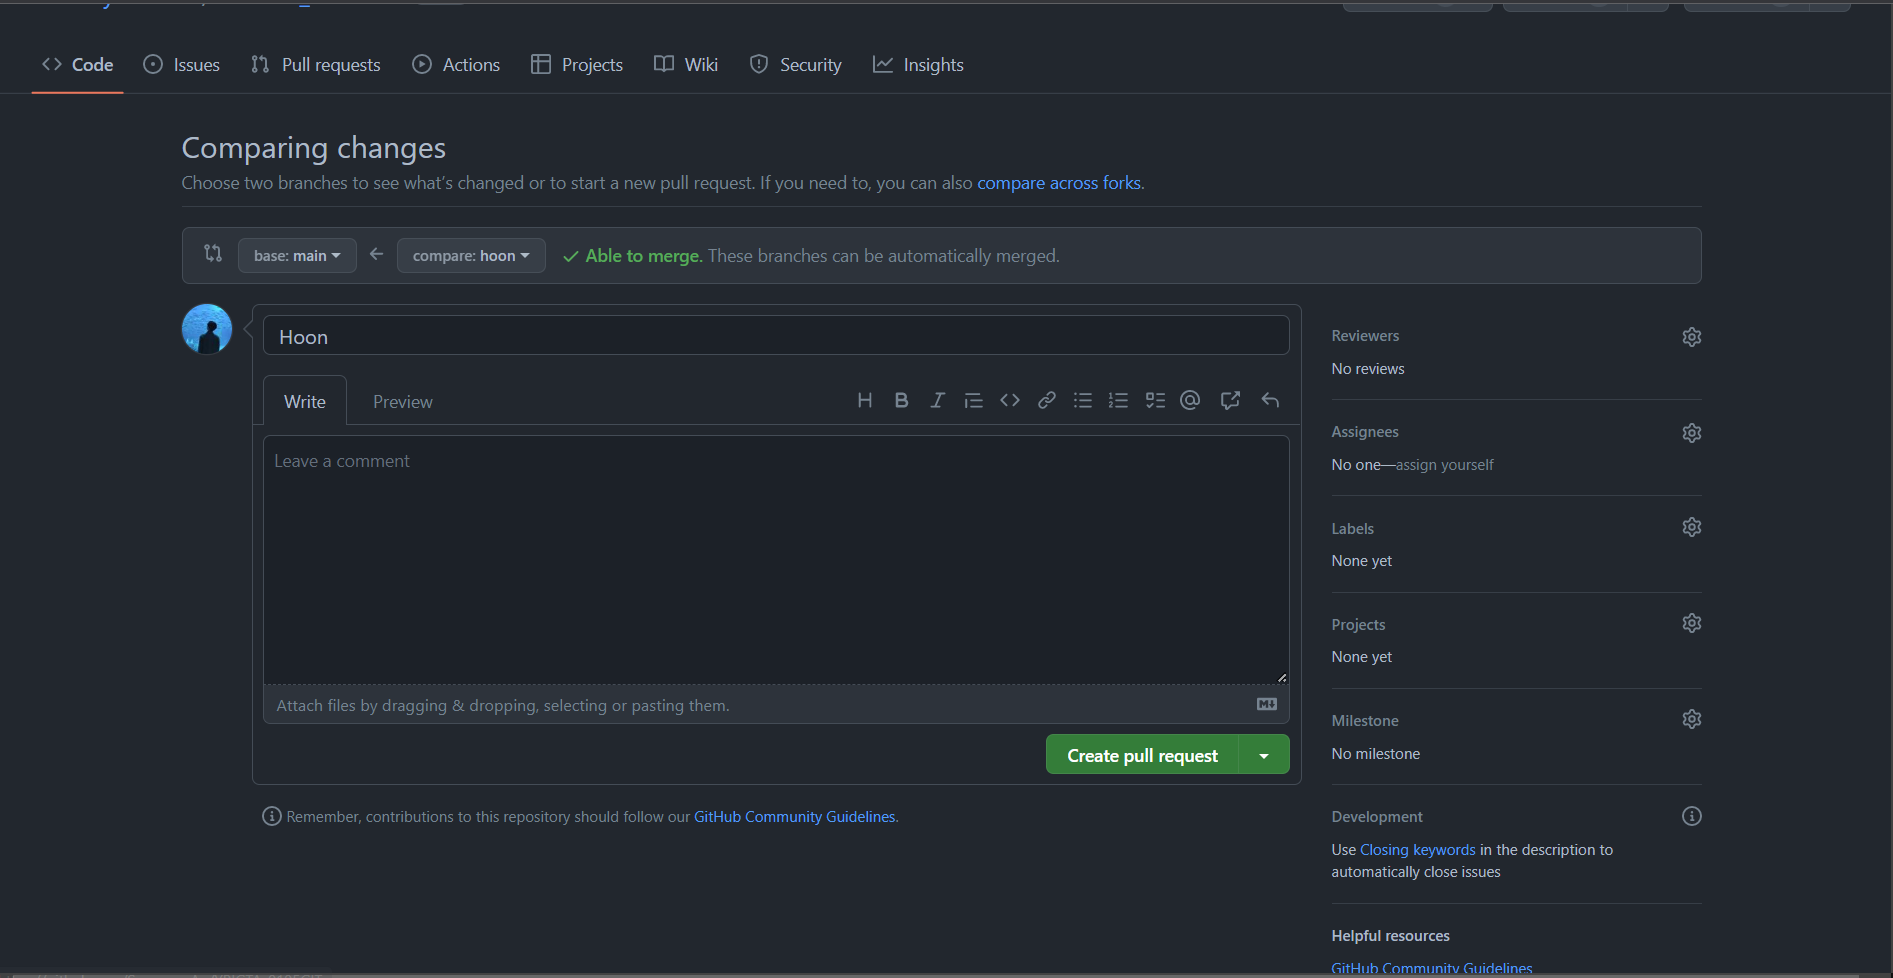 Code Issues Pull requests Actions Projects Wiki Security Insights
Comparing changes
Choose two branches to see what's changed or to start a new pull request. If you need to, you can also compare across forks.
base: main compare: hoon Able to merge. These branches can be automatically merged.
Hoon
Write Preview
Leave a comment
Attach files by dragging & dropping, selecting or pasting them.
Create pull request
Remember, contributions to this repository should follow our GitHub Community Guidelines.
Reviewers
No reviews
Assignees
No one—assign yourself
Labels
None yet
Projects
None yet
Milestone
No milestone
Development
Use Closing keywords in the description to
automatically close issues
Helpful resources
GitHub Community Guidelines